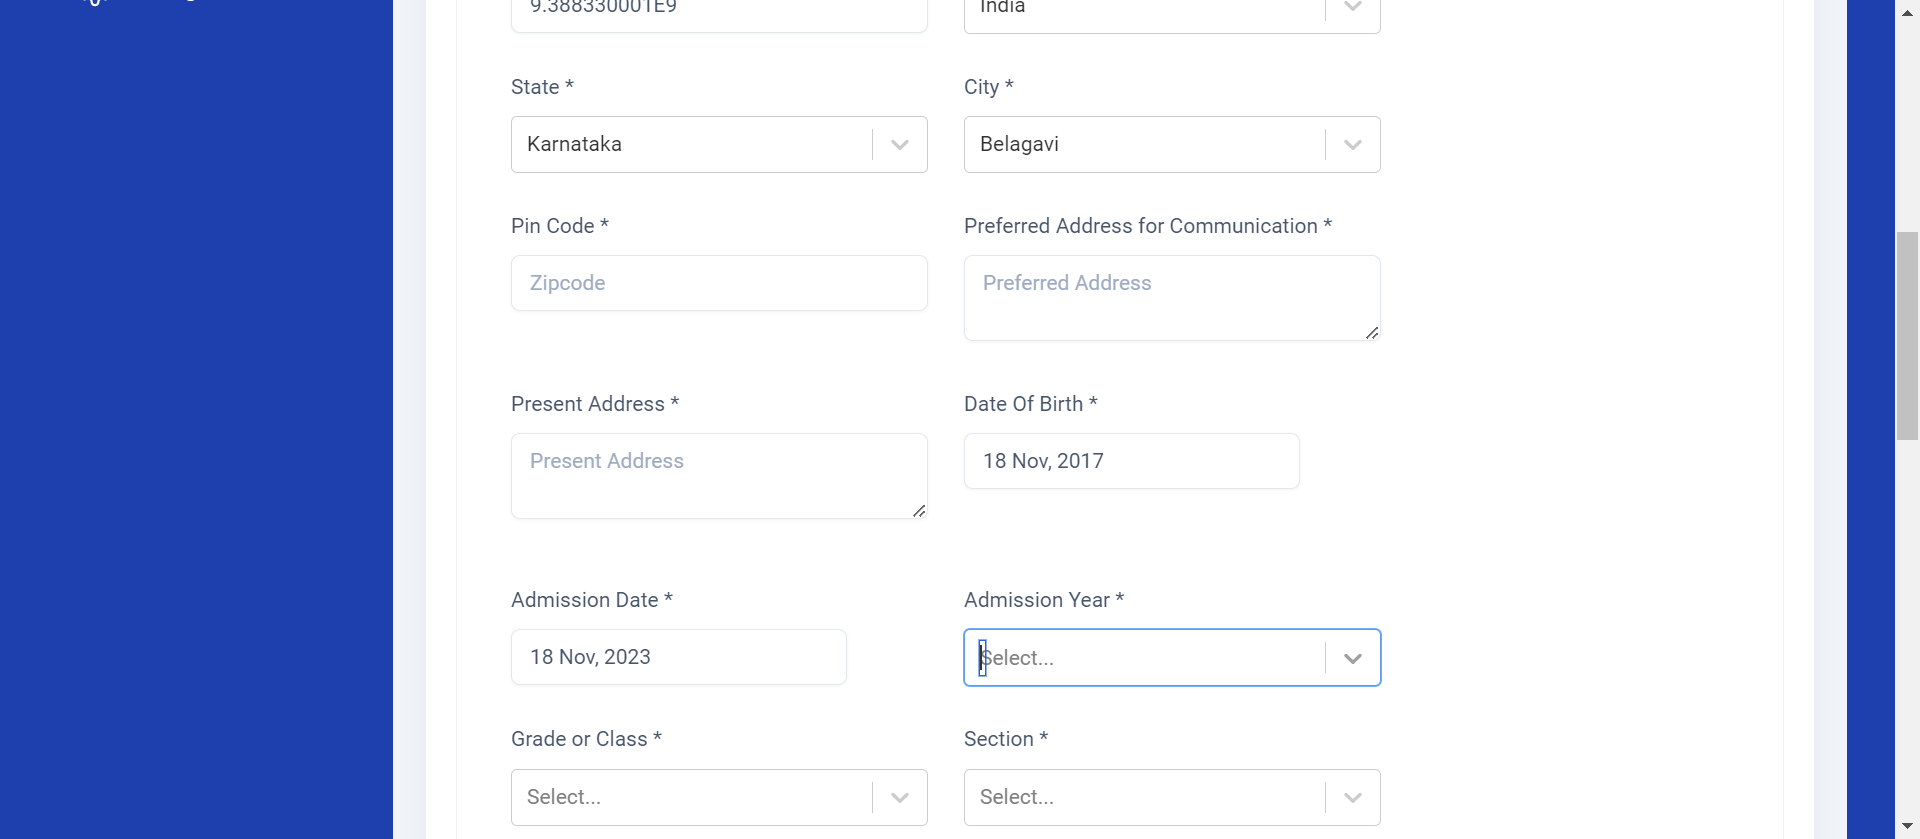 9.388330001E9
India
State *
City *
Karnataka
Belagavi
Pin Code *
Preferred Address for Communication *
Zipcode
Preferred Address
Present Address *
Date Of Birth *
Present Address
18 Nov, 2017
Admission Date *
Admission Year *
18 Nov, 2023
Select...
Grade or Class *
Section *
Select...
Select...